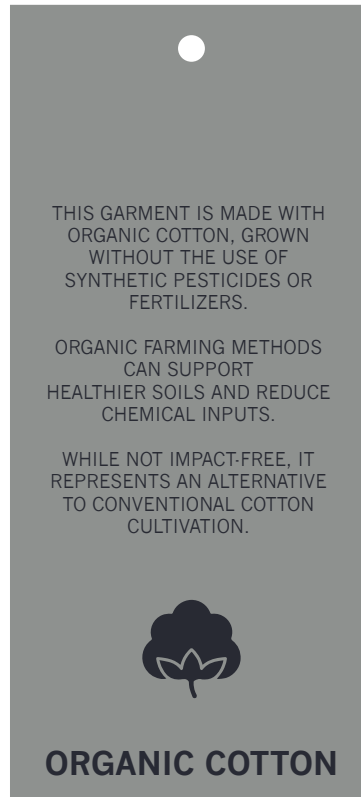 THIS GARMENT IS MADE WITH
ORGANIC COTTON, GROWN
WITHOUT THE USE OF
SYNTHETIC PESTICIDES OR
FERTILIZERS.
ORGANIC FARMING METHODS
CAN SUPPORT
HEALTHIER SOILS AND REDUCE
CHEMICAL INPUTS.
WHILE NOT IMPACT-FREE, IT
REPRESENTS AN ALTERNATIVE
TO CONVENTIONAL COTTON
CULTIVATION.
ORGANIC COTTON